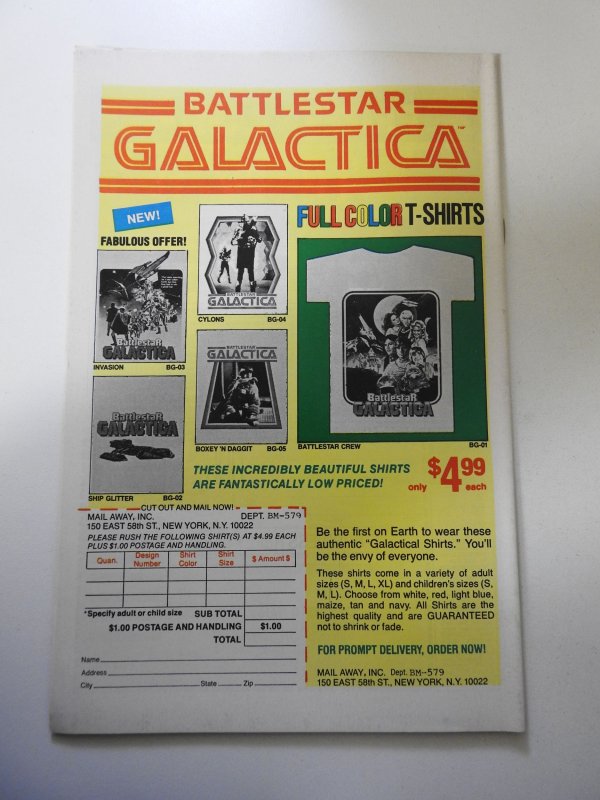 BATTLESTAR
GALACTICA™
NEW!
FABULOUS OFFER!
FULL COLOR T-SHIRTS
BattlestaR
GALACTICA
INVASION BG-03
BATTLESTAR
GALACTICA
CYLONS BG-04
BattlestaR
GALACTICA
SHIP GLITTER BG-02
BATTLESTAR
GALACTICA
BOXEY 'N DAGGIT BG-05
BattlestaR
GALACTICA
BATTLESTAR CREW BG-01
THESE INCREDIBLY BEAUTIFUL SHIRTS
ARE FANTASTICALLY LOW PRICED!
only $4.99 each
CUT OUT AND MAIL NOW!
MAIL AWAY, INC. DEPT. BM-579
150 EAST 58th ST., NEW YORK, N.Y. 10022
PLEASE RUSH THE FOLLOWING SHIRT(S) AT $4.99 EACH
PLUS $1.00 POSTAGE AND HANDLING.
Quan. Design Number Shirt Color Shirt Size $ Amount $
*Specify adult or child size SUB TOTAL
$1.00 POSTAGE AND HANDLING $1.00
TOTAL
Name
Address
City State Zip
Be the first on Earth to wear these
authentic "Galactical Shirts." You'll
be the envy of everyone.
These shirts come in a variety of adult
sizes (S, M, L, XL) and children's sizes (S,
M, L). Choose from white, red, light blue,
maize, tan and navy. All Shirts are the
highest quality and are GUARANTEED
not to shrink or fade.
FOR PROMPT DELIVERY, ORDER NOW!
MAIL AWAY, INC. Dept. BM-579
150 EAST 58th ST., NEW YORK, N.Y. 10022